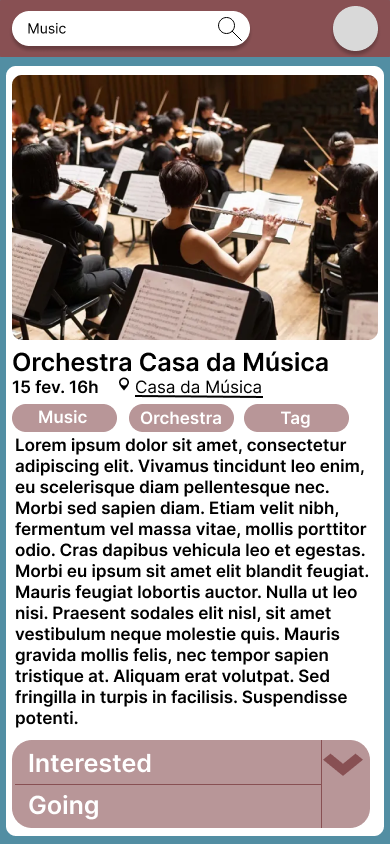 Music
Orchestra Casa da Música
15 fev. 16h Casa da Música
Music Orchestra Tag
Lorem ipsum dolor sit amet, consectetur
adipiscing elit. Vivamus tincidunt leo enim,
eu scelerisque diam pellentesque nec.
Morbi sed sapien diam. Etiam velit nibh,
fermentum vel massa vitae, mollis porttitor
odio. Cras dapibus vehicula leo et egestas.
Morbi eu ipsum sit amet elit blandit feugiat.
Mauris feugiat lobortis auctor. Nulla ut leo
nisi. Praesent sodales elit nisl, sit amet
vestibulum neque molestie quis. Mauris
gravida mollis felis, nec tempor sapien
tristique at. Aliquam erat volutpat. Sed
fringilla in turpis in facilisis. Suspendisse
potenti.
Interested
Going